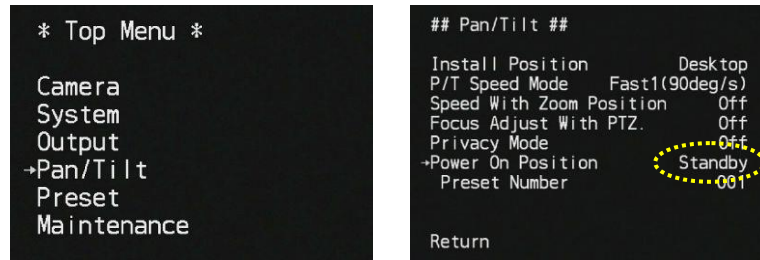 * Top Menu *
Camera
System
Output
→Pan/Tilt
Preset
Maintenance
## Pan/Tilt ##
Install Position Desktop
P/T Speed Mode Fast1(90deg/s)
Speed With Zoom Position Off
Focus Adjust With PTZ. Off
Privacy Mode Off
→Power On Position Standby
Preset Number 001
Return